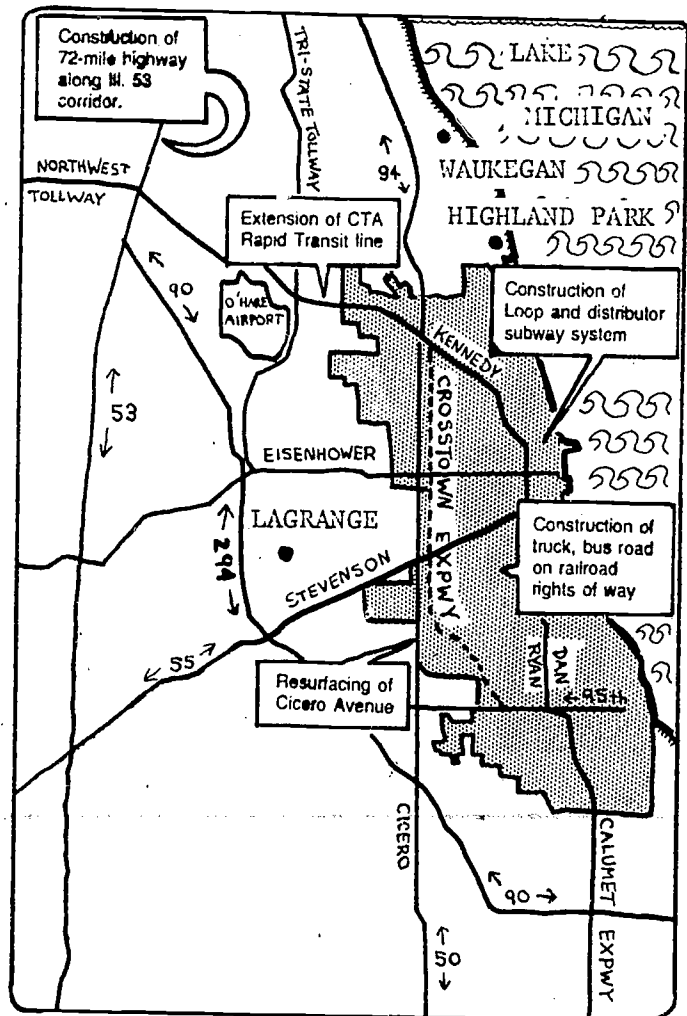 Construction of
72-mile highway
along Ill. 53
corridor.
TRI-STATE TOLLWAY
LAKE
MICHIGAN
94
WAUKEGAN
HIGHLAND PARK
NORTHWEST
TOLLWAY
Extension of CTA
Rapid Transit line
90
O'HARE
AIRPORT
Construction of
Loop and distributor
subway system
KENNEDY
53
CROSSTOWN EXPWY
EISENHOWER
LAGRANGE
294
STEVENSON
Construction of
truck, bus road
on railroad
rights of way
55
DAN
RYAN
95th
Resurfacing of
Cicero Avenue
CICERO
CALUMET EXPWY
90
50